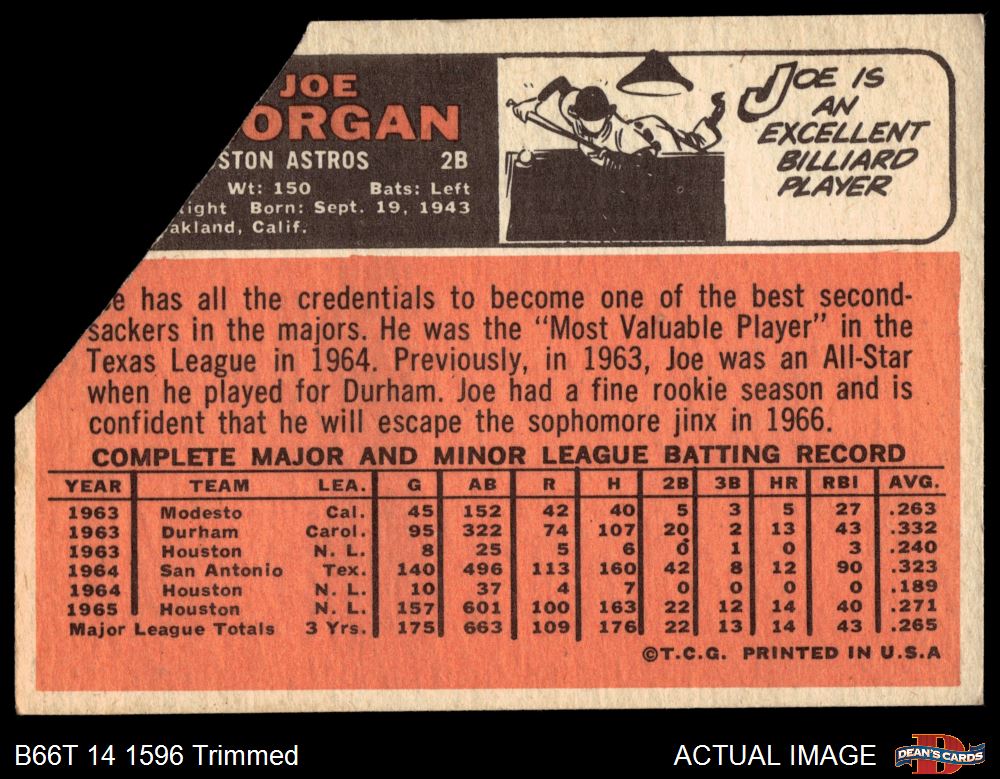 JOE
ORGAN
STON ASTROS 2B
Wt: 150 Bats: Left
ight Born: Sept. 19, 1943
akland, Calif.
JOE IS
AN
EXCELLENT
BILLIARD
PLAYER
e has all the credentials to become one of the best second-
sackers in the majors. He was the "Most Valuable Player" in the
Texas League in 1964. Previously, in 1963, Joe was an All-Star
when he played for Durham. Joe had a fine rookie season and is
confident that he will escape the sophomore jinx in 1966.
COMPLETE MAJOR AND MINOR LEAGUE BATTING RECORD
YEAR TEAM LEA. G AB R H 2B 3B HR RBI AVG.
1963 Modesto Cal. 45 152 42 40 5 3 5 27 .263
1963 Durham Carol. 95 322 74 107 20 2 13 43 .332
1963 Houston N. L. 8 25 5 6 0 1 0 3 .240
1964 San Antonio Tex. 140 496 113 160 42 8 12 90 .323
1964 Houston N. L. 10 37 4 7 0 0 0 0 .189
1965 Houston N. L. 157 601 100 163 22 12 14 40 .271
Major League Totals 3 Yrs. 175 663 109 176 22 13 14 43 .265
©T.C.G. PRINTED IN U.S.A
B66T 14 1596 Trimmed
ACTUAL IMAGE
DEAN'S CARDS